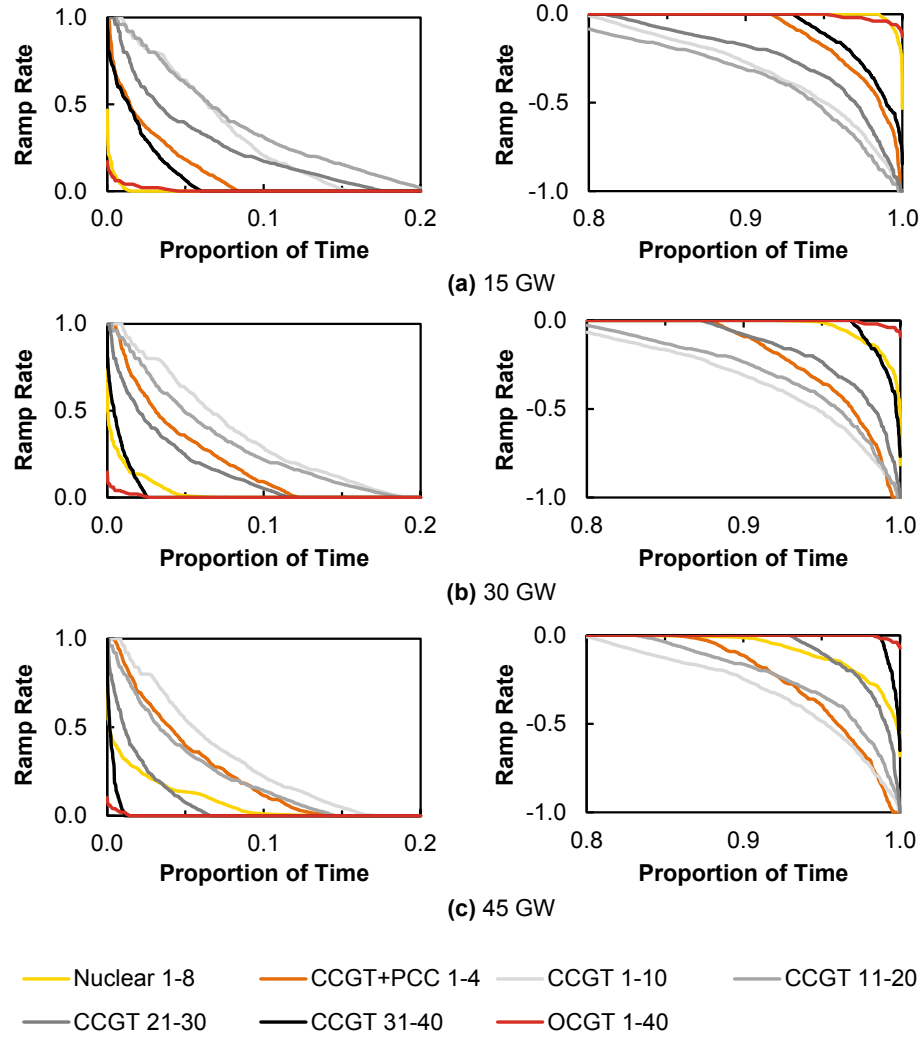 1.0
0.5
0.0
Ramp Rate
0.0 0.1 0.2
Proportion of Time
0.0
-0.5
-1.0
Ramp Rate
0.8 0.9 1.0
Proportion of Time
(a) 15 GW
1.0
0.5
0.0
Ramp Rate
0.0 0.1 0.2
Proportion of Time
0.0
-0.5
-1.0
Ramp Rate
0.8 0.9 1.0
Proportion of Time
(b) 30 GW
1.0
0.5
0.0
Ramp Rate
0.0 0.1 0.2
Proportion of Time
0.0
-0.5
-1.0
Ramp Rate
0.8 0.9 1.0
Proportion of Time
(c) 45 GW
Nuclear 1-8 CCGT+PCC 1-4 CCGT 1-10 CCGT 11-20
CCGT 21-30 CCGT 31-40 OCGT 1-40